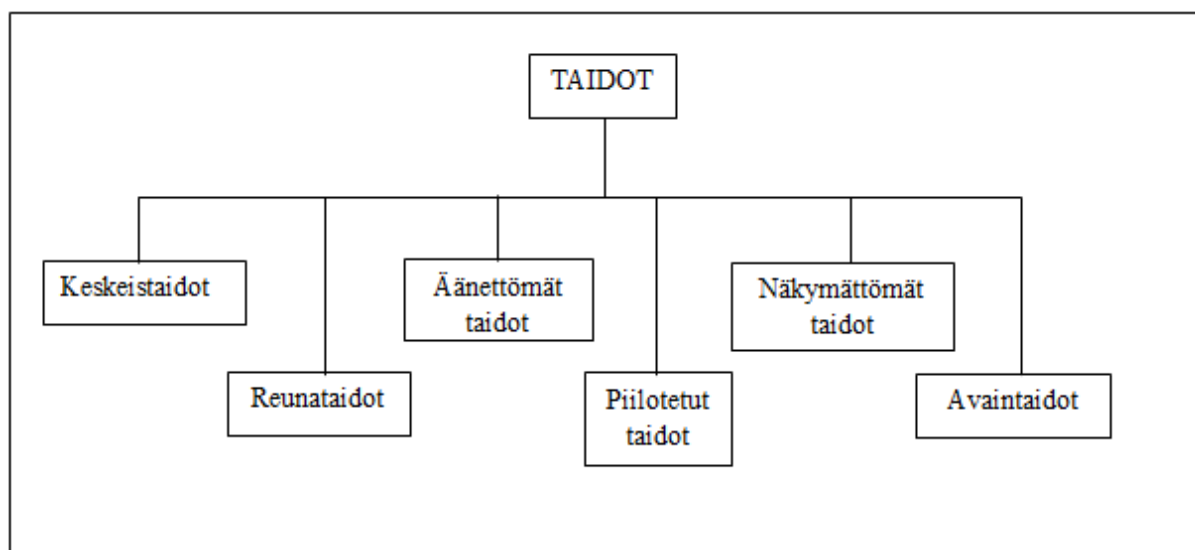 TAIDOT
Keskeistaidot
Äänettömät
taidot
Näkymättömät
taidot
Reunataidot
Piilotetut
taidot
Avaintaidot